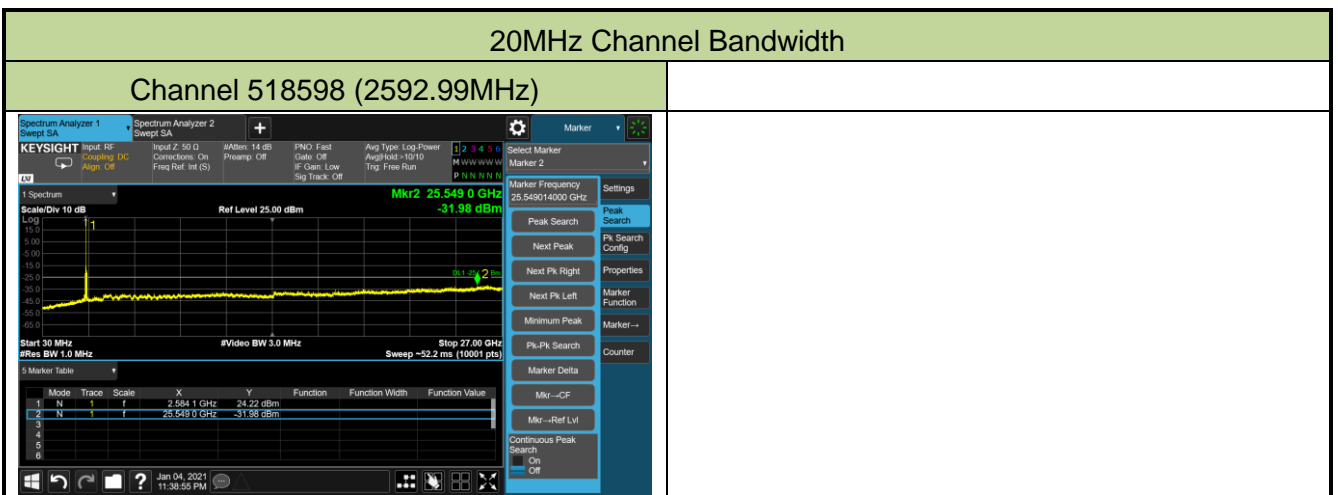 20MHz Channel Bandwidth
Channel 518598 (2592.99MHz)
Spectrum Analyzer 1
Swept SA
Spectrum Analyzer 2
Swept SA
+
Marker
KEYSIGHT
Input: RF
Coupling: DC
Align: Off
Input Z: 50 Ω
Corrections: On
Freq Ref: Int (S)
#Atten: 14 dB
Preamp: Off
PNO: Fast
Gate: Off
IF Gain: Low
Sig Track: Off
Avg Type: Log-Power
Avg|Hold:>10/10
Trig: Free Run
1 2 3 4 5 6
M W W W W W
P N N N N N
LXI
Select Marker
Marker 2
1 Spectrum
Mkr2 25.549 0 GHz
Scale/Div 10 dB
Ref Level 25.00 dBm
-31.98 dBm
Log
15.0
5.00
-5.00
-15.0
-25.0
-35.0
-45.0
-55.0
-65.0
1
2
Start 30 MHz
#Video BW 3.0 MHz
Stop 27.00 GHz
#Res BW 1.0 MHz
Sweep ~52.2 ms (10001 pts)
5 Marker Table
Mode Trace Scale X Y Function Function Width Function Value
1 N 1 f 2.584 1 GHz 24.22 dBm
2 N 1 f 25.549 0 GHz -31.98 dBm
3
4
5
6
Marker Frequency
25.549014000 GHz
Peak Search
Next Peak
Next Pk Right
Next Pk Left
Minimum Peak
Pk-Pk Search
Marker Delta
Mkr→CF
Mkr→Ref Lvl
Continuous Peak
Search
On
Off
Settings
Peak
Search
Pk Search
Config
Properties
Marker
Function
Marker→
Counter
?
Jan 04, 2021
11:38:55 PM